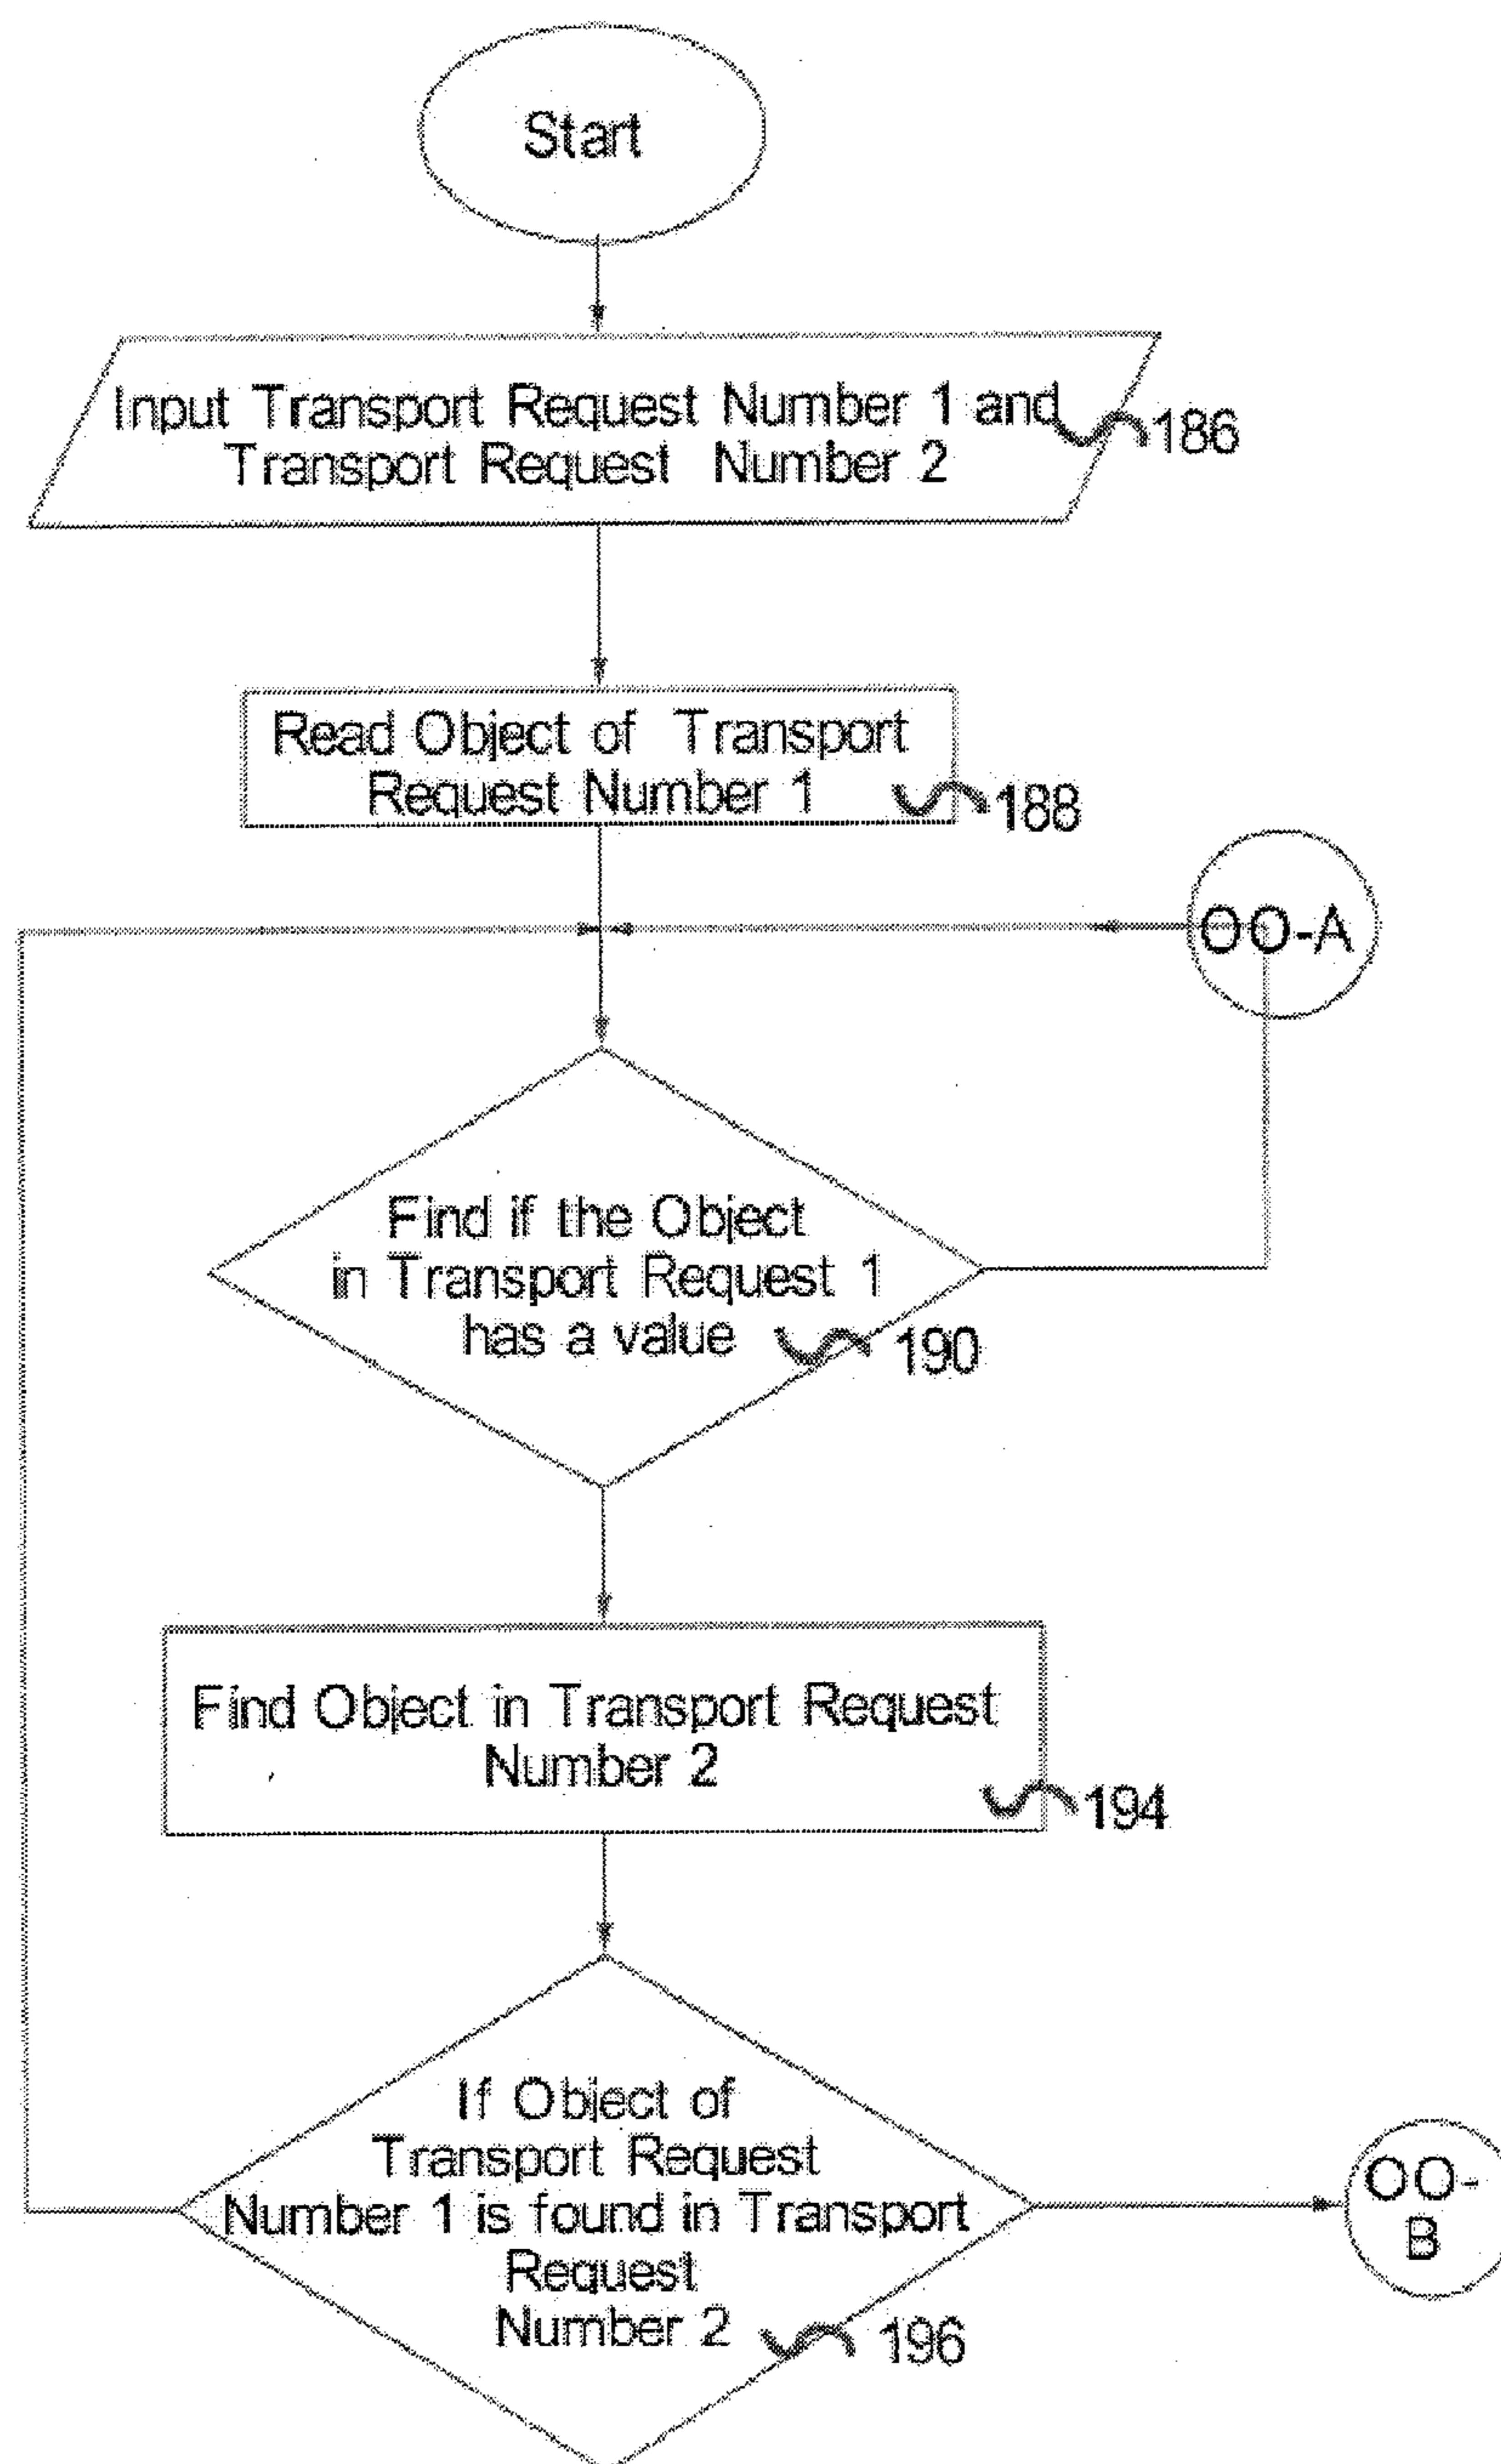 Start
Input Transport Request Number 1 and
Transport Request Number 2
186
Read Object of Transport
Request Number 1
188
OO-A
Find if the Object
in Transport Request 1
has a value
190
Find Object in Transport Request
Number 2
194
If Object of
Transport Request
Number 1 is found in Transport
Request
Number 2
196
OO-
B